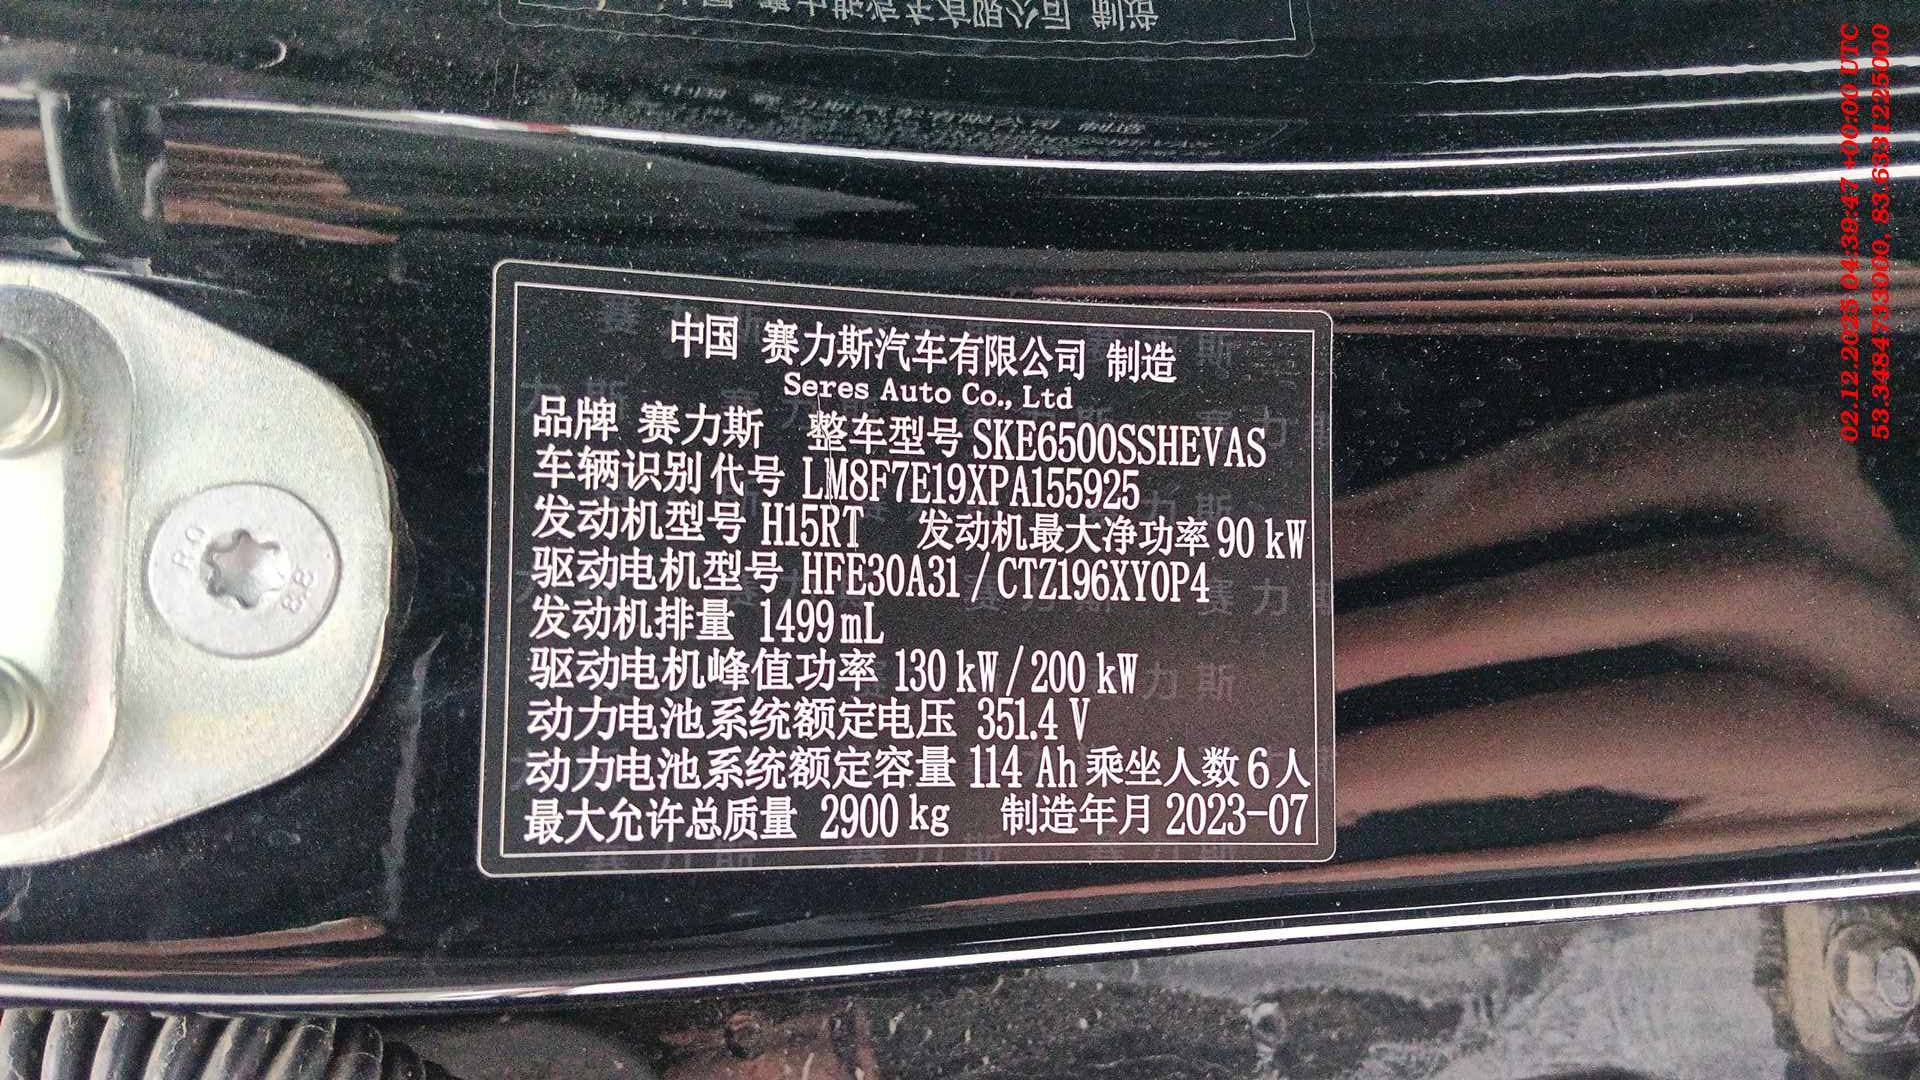 中国 赛力斯汽车有限公司 制造
Seres Auto Co., Ltd
品牌 赛力斯 整车型号 SKE6500SSHEVAS
车辆识别代号 LM8F7E19XPA155925
发动机型号 H15RT 发动机最大净功率 90 kW
驱动电机型号 HFE30A31 / CTZ196XY0P4
发动机排量 1499 mL
驱动电机峰值功率 130 kW / 200 kW
动力电池系统额定电压 351.4 V
动力电池系统额定容量 114 Ah 乘坐人数 6 人
最大允许总质量 2900 kg 制造年月 2023-07
RQ
8.8
02.12.2025 04:39:47 +00:00 UTC
53.3484733000, 83.6331225000